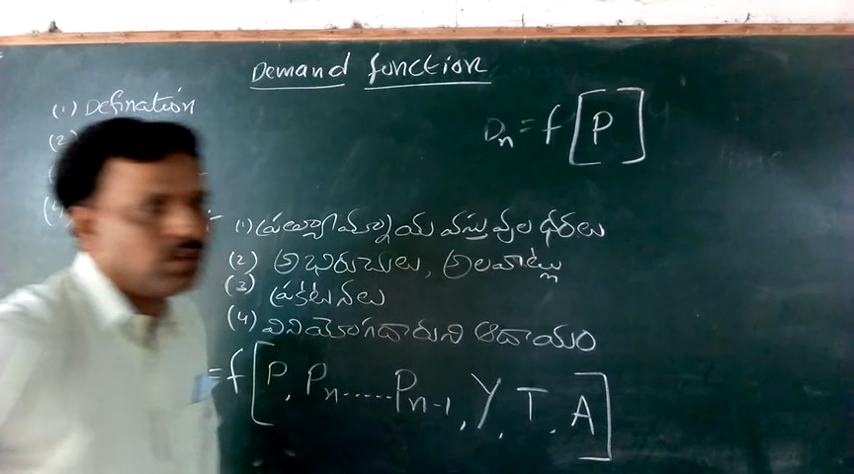 Demand function
(1) Defination
Dn = f [P]
(2)
(1) ప్రత్యామ్నాయ వస్తువుల ధరలు
(2) అభిరుచులు, అలవాట్లు
(3) ప్రకటనలు
(4) వినియోగదారుని ఆదాయం
= f [P, Pn.....Pn-1, Y, T, A]